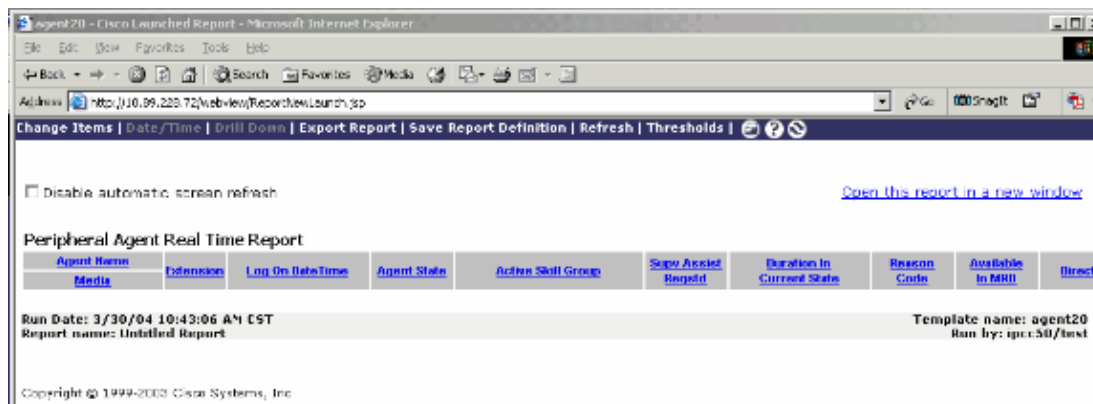 agent20 - Cisco Launched Report - Microsoft Internet Explorer
File Edit View Favorites Tools Help
Back Search Favorites Media
Address http://10.89.228.72/webview/ReportNewLaunch.jsp Go SnagIt
Change Items | Date/Time | Drill Down | Export Report | Save Report Definition | Refresh | Thresholds |
Disable automatic screen refresh
Open this report in a new window
Peripheral Agent Real Time Report
Agent Name Media Extension Log On DateTime Agent State Active Skill Group Supv Assist Reqstd Duration In Current State Reason Code Available In MRD Direct
Run Date: 3/30/04 10:43:06 AM CST Template name: agent20
Report name: Untitled Report Run by: ipcc50/test
Copyright © 1999-2003 Cisco Systems, Inc